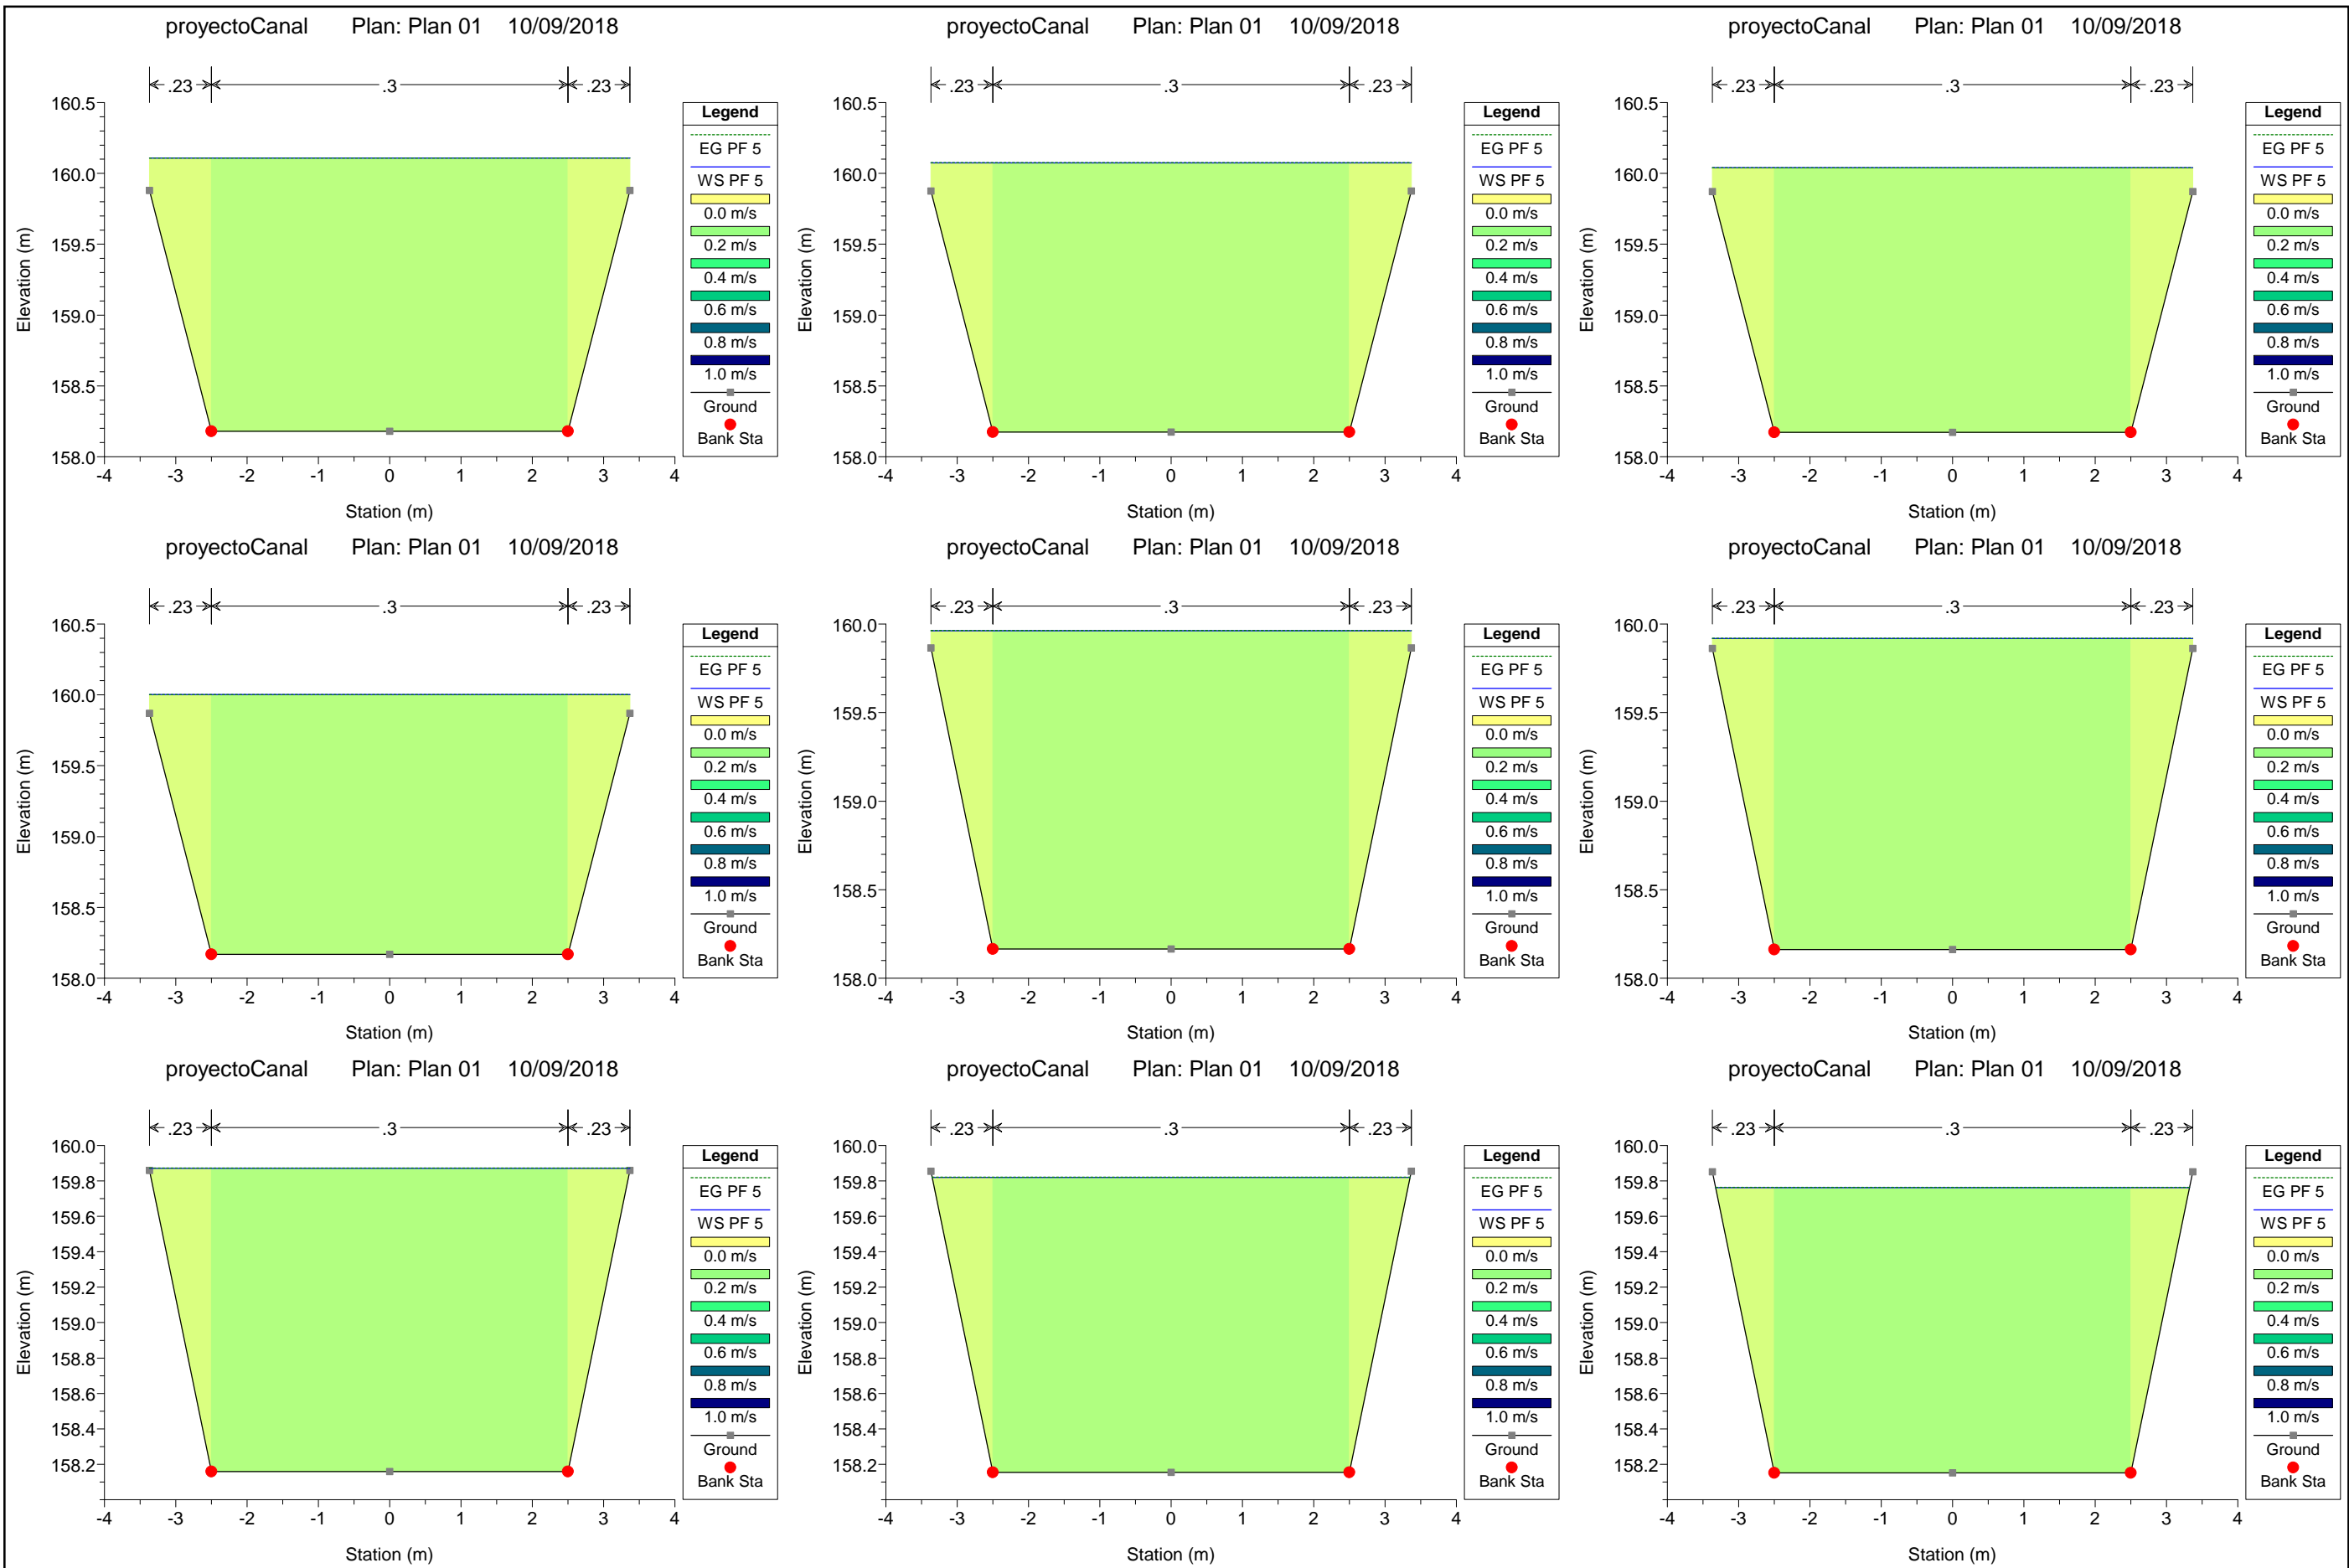 proyectoCanal Plan: Plan 01 10/09/2018
.23 .3 .23
160.5
160.0
159.5
159.0
158.5
158.0
Elevation (m)
-4 -3 -2 -1 0 1 2 3 4
Station (m)
Legend
EG PF 5
WS PF 5
0.0 m/s
0.2 m/s
0.4 m/s
0.6 m/s
0.8 m/s
1.0 m/s
Ground
Bank Sta
proyectoCanal Plan: Plan 01 10/09/2018
.23 .3 .23
160.5
160.0
159.5
159.0
158.5
158.0
Elevation (m)
-4 -3 -2 -1 0 1 2 3 4
Station (m)
Legend
EG PF 5
WS PF 5
0.0 m/s
0.2 m/s
0.4 m/s
0.6 m/s
0.8 m/s
1.0 m/s
Ground
Bank Sta
proyectoCanal Plan: Plan 01 10/09/2018
.23 .3 .23
160.5
160.0
159.5
159.0
158.5
158.0
Elevation (m)
-4 -3 -2 -1 0 1 2 3 4
Station (m)
Legend
EG PF 5
WS PF 5
0.0 m/s
0.2 m/s
0.4 m/s
0.6 m/s
0.8 m/s
1.0 m/s
Ground
Bank Sta
proyectoCanal Plan: Plan 01 10/09/2018
.23 .3 .23
160.5
160.0
159.5
159.0
158.5
158.0
Elevation (m)
-4 -3 -2 -1 0 1 2 3 4
Station (m)
Legend
EG PF 5
WS PF 5
0.0 m/s
0.2 m/s
0.4 m/s
0.6 m/s
0.8 m/s
1.0 m/s
Ground
Bank Sta
proyectoCanal Plan: Plan 01 10/09/2018
.23 .3 .23
160.0
159.5
159.0
158.5
158.0
Elevation (m)
-4 -3 -2 -1 0 1 2 3 4
Station (m)
Legend
EG PF 5
WS PF 5
0.0 m/s
0.2 m/s
0.4 m/s
0.6 m/s
0.8 m/s
1.0 m/s
Ground
Bank Sta
proyectoCanal Plan: Plan 01 10/09/2018
.23 .3 .23
160.0
159.5
159.0
158.5
158.0
Elevation (m)
-4 -3 -2 -1 0 1 2 3 4
Station (m)
Legend
EG PF 5
WS PF 5
0.0 m/s
0.2 m/s
0.4 m/s
0.6 m/s
0.8 m/s
1.0 m/s
Ground
Bank Sta
proyectoCanal Plan: Plan 01 10/09/2018
.23 .3 .23
160.0
159.8
159.6
159.4
159.2
159.0
158.8
158.6
158.4
158.2
Elevation (m)
-4 -3 -2 -1 0 1 2 3 4
Station (m)
Legend
EG PF 5
WS PF 5
0.0 m/s
0.2 m/s
0.4 m/s
0.6 m/s
0.8 m/s
1.0 m/s
Ground
Bank Sta
proyectoCanal Plan: Plan 01 10/09/2018
.23 .3 .23
160.0
159.8
159.6
159.4
159.2
159.0
158.8
158.6
158.4
158.2
Elevation (m)
-4 -3 -2 -1 0 1 2 3 4
Station (m)
Legend
EG PF 5
WS PF 5
0.0 m/s
0.2 m/s
0.4 m/s
0.6 m/s
0.8 m/s
1.0 m/s
Ground
Bank Sta
proyectoCanal Plan: Plan 01 10/09/2018
.23 .3 .23
160.0
159.8
159.6
159.4
159.2
159.0
158.8
158.6
158.4
158.2
Elevation (m)
-4 -3 -2 -1 0 1 2 3 4
Station (m)
Legend
EG PF 5
WS PF 5
0.0 m/s
0.2 m/s
0.4 m/s
0.6 m/s
0.8 m/s
1.0 m/s
Ground
Bank Sta